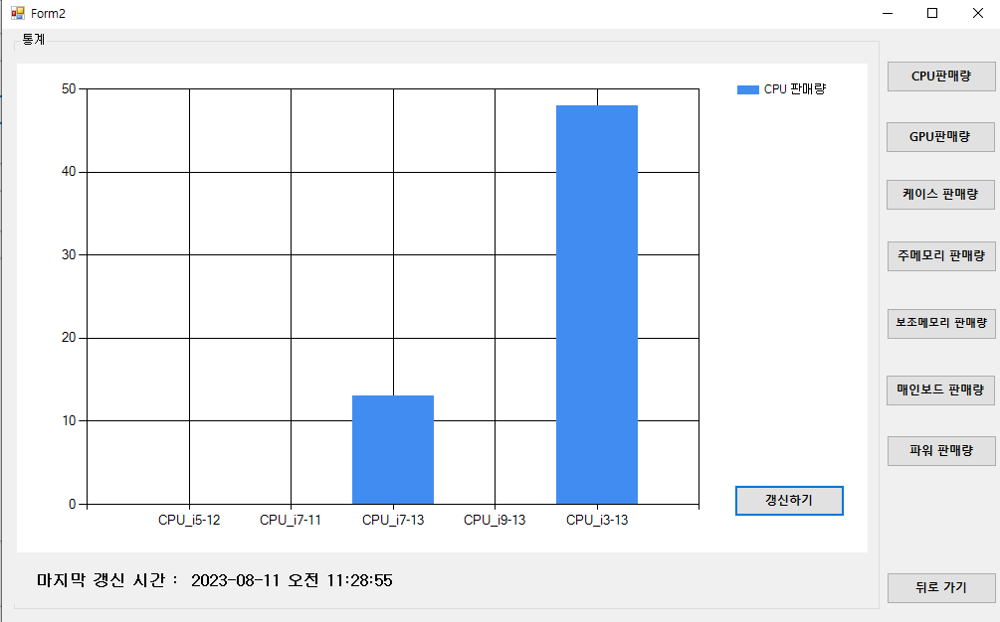 Form2
통계
50
40
30
20
10
0
CPU_i5-12 CPU_i7-11 CPU_i7-13 CPU_i9-13 CPU_i3-13
CPU 판매량
갱신하기
마지막 갱신 시간 : 2023-08-11 오전 11:28:55
CPU판매량
GPU판매량
케이스 판매량
주메모리 판매량
보조메모리 판매량
매인보드 판매량
파워 판매량
뒤로 가기